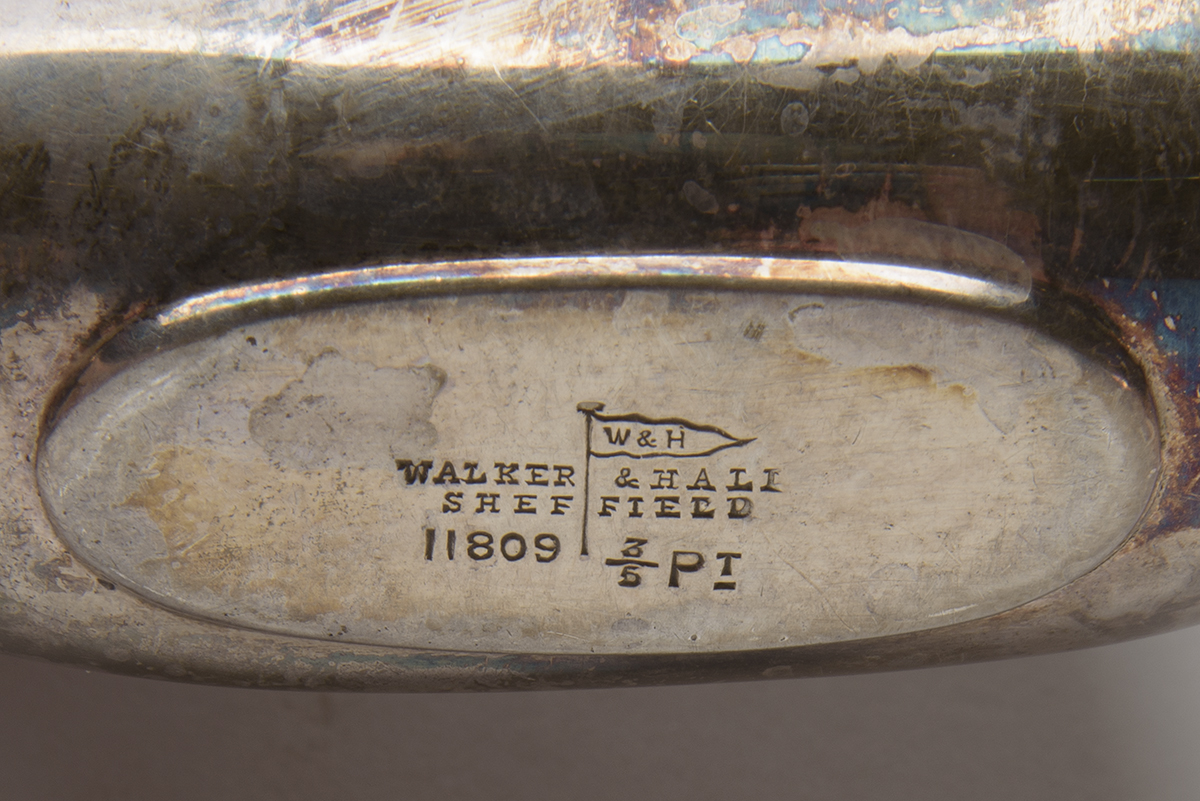 W & H
WALKER & HALL
SHEFFIELD
11809 3/5 PT